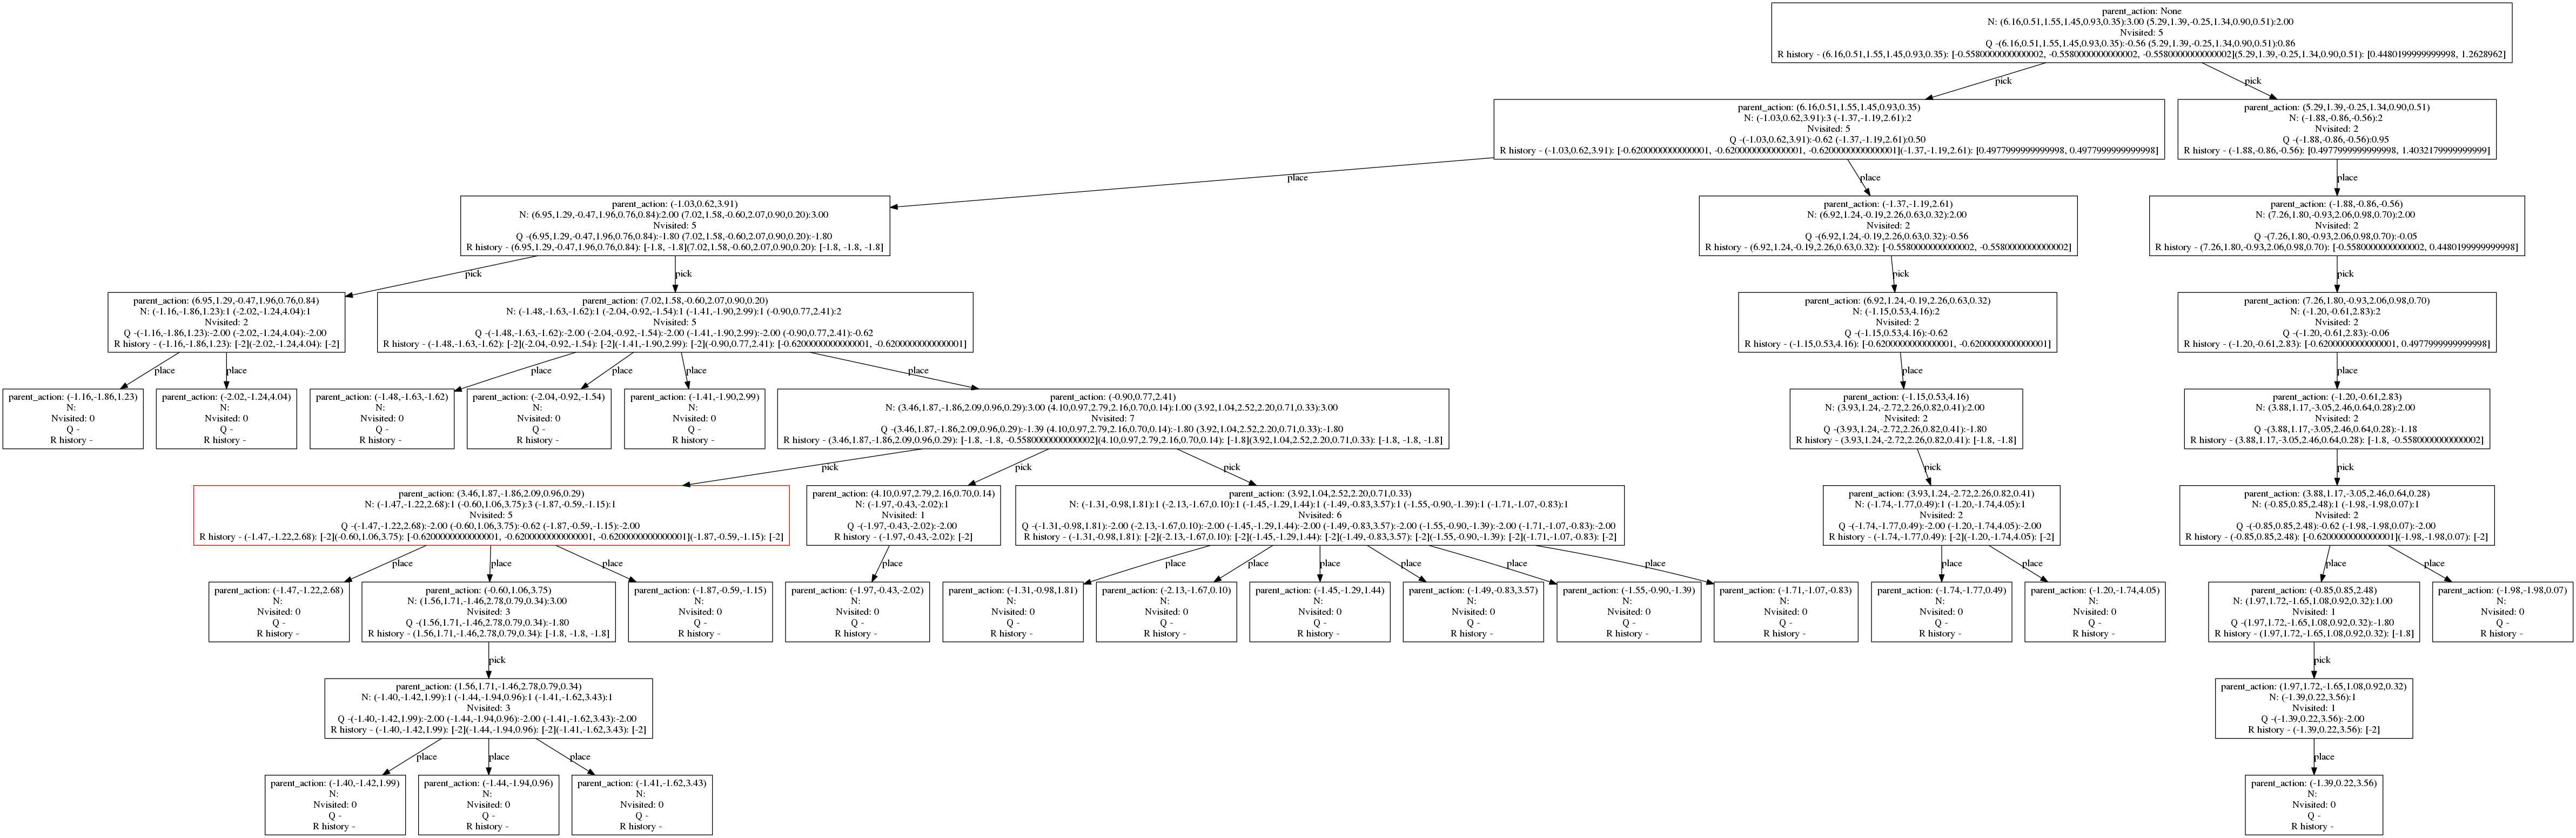 parent_action: None
N: (6.16,0.51,1.55,1.45,0.93,0.35):3.00 (5.29,1.39,-0.25,1.34,0.90,0.51):2.00
Nvisited: 5
Q -(6.16,0.51,1.55,1.45,0.93,0.35):-0.56 (5.29,1.39,-0.25,1.34,0.90,0.51):0.86
R history - (6.16,0.51,1.55,1.45,0.93,0.35): [-0.5580000000000002, -0.5580000000000002, -0.5580000000000002](5.29,1.39,-0.25,1.34,0.90,0.51): [0.4480199999999998, 1.2628962]
pick
pick
parent_action: (6.16,0.51,1.55,1.45,0.93,0.35)
N: (-1.03,0.62,3.91):3 (-1.37,-1.19,2.61):2
Nvisited: 5
Q -(-1.03,0.62,3.91):-0.62 (-1.37,-1.19,2.61):0.50
R history - (-1.03,0.62,3.91): [-0.6200000000000001, -0.6200000000000001, -0.6200000000000001](-1.37,-1.19,2.61): [0.4977999999999998, 0.4977999999999998]
parent_action: (5.29,1.39,-0.25,1.34,0.90,0.51)
N: (-1.88,-0.86,-0.56):2
Nvisited: 2
Q -(-1.88,-0.86,-0.56):0.95
R history - (-1.88,-0.86,-0.56): [0.4977999999999998, 1.4032179999999999]
place
place
place
parent_action: (-1.03,0.62,3.91)
N: (6.95,1.29,-0.47,1.96,0.76,0.84):2.00 (7.02,1.58,-0.60,2.07,0.90,0.20):3.00
Nvisited: 5
Q -(6.95,1.29,-0.47,1.96,0.76,0.84):-1.80 (7.02,1.58,-0.60,2.07,0.90,0.20):-1.80
R history - (6.95,1.29,-0.47,1.96,0.76,0.84): [-1.8, -1.8](7.02,1.58,-0.60,2.07,0.90,0.20): [-1.8, -1.8, -1.8]
parent_action: (-1.37,-1.19,2.61)
N: (6.92,1.24,-0.19,2.26,0.63,0.32):2.00
Nvisited: 2
Q -(6.92,1.24,-0.19,2.26,0.63,0.32):-0.56
R history - (6.92,1.24,-0.19,2.26,0.63,0.32): [-0.5580000000000002, -0.5580000000000002]
parent_action: (-1.88,-0.86,-0.56)
N: (7.26,1.80,-0.93,2.06,0.98,0.70):2.00
Nvisited: 2
Q -(7.26,1.80,-0.93,2.06,0.98,0.70):-0.05
R history - (7.26,1.80,-0.93,2.06,0.98,0.70): [-0.5580000000000002, 0.4480199999999998]
pick
pick
pick
pick
parent_action: (6.95,1.29,-0.47,1.96,0.76,0.84)
N: (-1.16,-1.86,1.23):1 (-2.02,-1.24,4.04):1
Nvisited: 2
Q -(-1.16,-1.86,1.23):-2.00 (-2.02,-1.24,4.04):-2.00
R history - (-1.16,-1.86,1.23): [-2](-2.02,-1.24,4.04): [-2]
parent_action: (7.02,1.58,-0.60,2.07,0.90,0.20)
N: (-1.48,-1.63,-1.62):1 (-2.04,-0.92,-1.54):1 (-1.41,-1.90,2.99):1 (-0.90,0.77,2.41):2
Nvisited: 5
Q -(-1.48,-1.63,-1.62):-2.00 (-2.04,-0.92,-1.54):-2.00 (-1.41,-1.90,2.99):-2.00 (-0.90,0.77,2.41):-0.62
R history - (-1.48,-1.63,-1.62): [-2](-2.04,-0.92,-1.54): [-2](-1.41,-1.90,2.99): [-2](-0.90,0.77,2.41): [-0.6200000000000001, -0.6200000000000001]
parent_action: (6.92,1.24,-0.19,2.26,0.63,0.32)
N: (-1.15,0.53,4.16):2
Nvisited: 2
Q -(-1.15,0.53,4.16):-0.62
R history - (-1.15,0.53,4.16): [-0.6200000000000001, -0.6200000000000001]
parent_action: (7.26,1.80,-0.93,2.06,0.98,0.70)
N: (-1.20,-0.61,2.83):2
Nvisited: 2
Q -(-1.20,-0.61,2.83):-0.06
R history - (-1.20,-0.61,2.83): [-0.6200000000000001, 0.4977999999999998]
place
place
place
place
place
place
place
place
parent_action: (-1.16,-1.86,1.23)
N:
Nvisited: 0
Q -
R history -
parent_action: (-2.02,-1.24,4.04)
N:
Nvisited: 0
Q -
R history -
parent_action: (-1.48,-1.63,-1.62)
N:
Nvisited: 0
Q -
R history -
parent_action: (-2.04,-0.92,-1.54)
N:
Nvisited: 0
Q -
R history -
parent_action: (-1.41,-1.90,2.99)
N:
Nvisited: 0
Q -
R history -
parent_action: (-0.90,0.77,2.41)
N: (3.46,1.87,-1.86,2.09,0.96,0.29):3.00 (4.10,0.97,2.79,2.16,0.70,0.14):1.00 (3.92,1.04,2.52,2.20,0.71,0.33):3.00
Nvisited: 7
Q -(3.46,1.87,-1.86,2.09,0.96,0.29):-1.39 (4.10,0.97,2.79,2.16,0.70,0.14):-1.80 (3.92,1.04,2.52,2.20,0.71,0.33):-1.80
R history - (3.46,1.87,-1.86,2.09,0.96,0.29): [-1.8, -1.8, -0.5580000000000002](4.10,0.97,2.79,2.16,0.70,0.14): [-1.8](3.92,1.04,2.52,2.20,0.71,0.33): [-1.8, -1.8, -1.8]
parent_action: (-1.15,0.53,4.16)
N: (3.93,1.24,-2.72,2.26,0.82,0.41):2.00
Nvisited: 2
Q -(3.93,1.24,-2.72,2.26,0.82,0.41):-1.80
R history - (3.93,1.24,-2.72,2.26,0.82,0.41): [-1.8, -1.8]
parent_action: (-1.20,-0.61,2.83)
N: (3.88,1.17,-3.05,2.46,0.64,0.28):2.00
Nvisited: 2
Q -(3.88,1.17,-3.05,2.46,0.64,0.28):-1.18
R history - (3.88,1.17,-3.05,2.46,0.64,0.28): [-1.8, -0.5580000000000002]
pick
pick
pick
pick
pick
parent_action: (3.46,1.87,-1.86,2.09,0.96,0.29)
N: (-1.47,-1.22,2.68):1 (-0.60,1.06,3.75):3 (-1.87,-0.59,-1.15):1
Nvisited: 5
Q -(-1.47,-1.22,2.68):-2.00 (-0.60,1.06,3.75):-0.62 (-1.87,-0.59,-1.15):-2.00
R history - (-1.47,-1.22,2.68): [-2](-0.60,1.06,3.75): [-0.6200000000000001, -0.6200000000000001, -0.6200000000000001](-1.87,-0.59,-1.15): [-2]
parent_action: (4.10,0.97,2.79,2.16,0.70,0.14)
N: (-1.97,-0.43,-2.02):1
Nvisited: 1
Q -(-1.97,-0.43,-2.02):-2.00
R history - (-1.97,-0.43,-2.02): [-2]
parent_action: (3.92,1.04,2.52,2.20,0.71,0.33)
N: (-1.31,-0.98,1.81):1 (-2.13,-1.67,0.10):1 (-1.45,-1.29,1.44):1 (-1.49,-0.83,3.57):1 (-1.55,-0.90,-1.39):1 (-1.71,-1.07,-0.83):1
Nvisited: 6
Q -(-1.31,-0.98,1.81):-2.00 (-2.13,-1.67,0.10):-2.00 (-1.45,-1.29,1.44):-2.00 (-1.49,-0.83,3.57):-2.00 (-1.55,-0.90,-1.39):-2.00 (-1.71,-1.07,-0.83):-2.00
R history - (-1.31,-0.98,1.81): [-2](-2.13,-1.67,0.10): [-2](-1.45,-1.29,1.44): [-2](-1.49,-0.83,3.57): [-2](-1.55,-0.90,-1.39): [-2](-1.71,-1.07,-0.83): [-2]
parent_action: (3.93,1.24,-2.72,2.26,0.82,0.41)
N: (-1.74,-1.77,0.49):1 (-1.20,-1.74,4.05):1
Nvisited: 2
Q -(-1.74,-1.77,0.49):-2.00 (-1.20,-1.74,4.05):-2.00
R history - (-1.74,-1.77,0.49): [-2](-1.20,-1.74,4.05): [-2]
parent_action: (3.88,1.17,-3.05,2.46,0.64,0.28)
N: (-0.85,0.85,2.48):1 (-1.98,-1.98,0.07):1
Nvisited: 2
Q -(-0.85,0.85,2.48):-0.62 (-1.98,-1.98,0.07):-2.00
R history - (-0.85,0.85,2.48): [-0.6200000000000001](-1.98,-1.98,0.07): [-2]
place
place
place
place
place
place
place
place
place
place
place
place
place
place
parent_action: (-1.47,-1.22,2.68)
N:
Nvisited: 0
Q -
R history -
parent_action: (-0.60,1.06,3.75)
N: (1.56,1.71,-1.46,2.78,0.79,0.34):3.00
Nvisited: 3
Q -(1.56,1.71,-1.46,2.78,0.79,0.34):-1.80
R history - (1.56,1.71,-1.46,2.78,0.79,0.34): [-1.8, -1.8, -1.8]
parent_action: (-1.87,-0.59,-1.15)
N:
Nvisited: 0
Q -
R history -
parent_action: (-1.97,-0.43,-2.02)
N:
Nvisited: 0
Q -
R history -
parent_action: (-1.31,-0.98,1.81)
N:
Nvisited: 0
Q -
R history -
parent_action: (-2.13,-1.67,0.10)
N:
Nvisited: 0
Q -
R history -
parent_action: (-1.45,-1.29,1.44)
N:
Nvisited: 0
Q -
R history -
parent_action: (-1.49,-0.83,3.57)
N:
Nvisited: 0
Q -
R history -
parent_action: (-1.55,-0.90,-1.39)
N:
Nvisited: 0
Q -
R history -
parent_action: (-1.71,-1.07,-0.83)
N:
Nvisited: 0
Q -
R history -
parent_action: (-1.74,-1.77,0.49)
N:
Nvisited: 0
Q -
R history -
parent_action: (-1.20,-1.74,4.05)
N:
Nvisited: 0
Q -
R history -
parent_action: (-0.85,0.85,2.48)
N: (1.97,1.72,-1.65,1.08,0.92,0.32):1.00
Nvisited: 1
Q -(1.97,1.72,-1.65,1.08,0.92,0.32):-1.80
R history - (1.97,1.72,-1.65,1.08,0.92,0.32): [-1.8]
parent_action: (-1.98,-1.98,0.07)
N:
Nvisited: 0
Q -
R history -
pick
pick
parent_action: (1.56,1.71,-1.46,2.78,0.79,0.34)
N: (-1.40,-1.42,1.99):1 (-1.44,-1.94,0.96):1 (-1.41,-1.62,3.43):1
Nvisited: 3
Q -(-1.40,-1.42,1.99):-2.00 (-1.44,-1.94,0.96):-2.00 (-1.41,-1.62,3.43):-2.00
R history - (-1.40,-1.42,1.99): [-2](-1.44,-1.94,0.96): [-2](-1.41,-1.62,3.43): [-2]
parent_action: (1.97,1.72,-1.65,1.08,0.92,0.32)
N: (-1.39,0.22,3.56):1
Nvisited: 1
Q -(-1.39,0.22,3.56):-2.00
R history - (-1.39,0.22,3.56): [-2]
place
place
place
place
parent_action: (-1.40,-1.42,1.99)
N:
Nvisited: 0
Q -
R history -
parent_action: (-1.44,-1.94,0.96)
N:
Nvisited: 0
Q -
R history -
parent_action: (-1.41,-1.62,3.43)
N:
Nvisited: 0
Q -
R history -
parent_action: (-1.39,0.22,3.56)
N:
Nvisited: 0
Q -
R history -